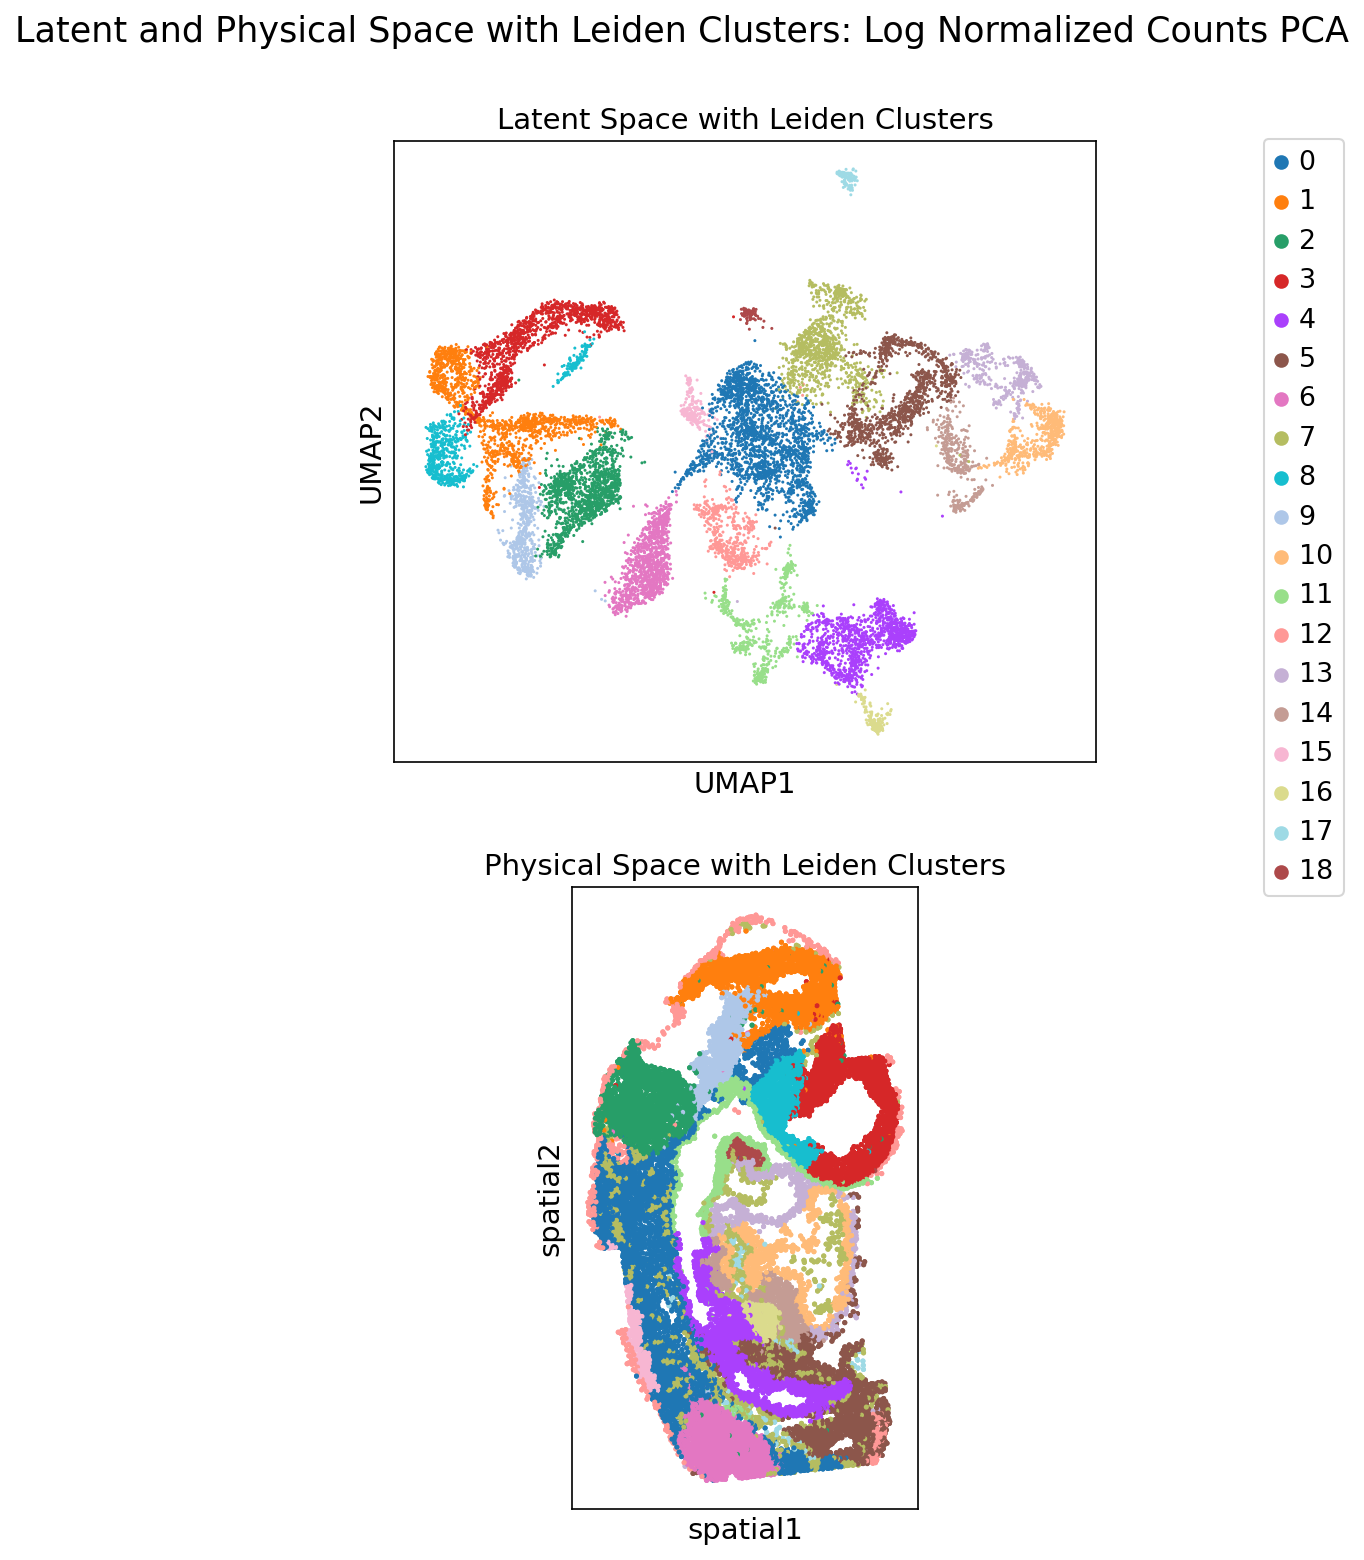 Latent and Physical Space with Leiden Clusters: Log Normalized Counts PCA
Latent Space with Leiden Clusters
UMAP2
UMAP1
0
1
2
3
4
5
6
7
8
9
10
11
12
13
14
15
16
17
18
Physical Space with Leiden Clusters
spatial2
spatial1